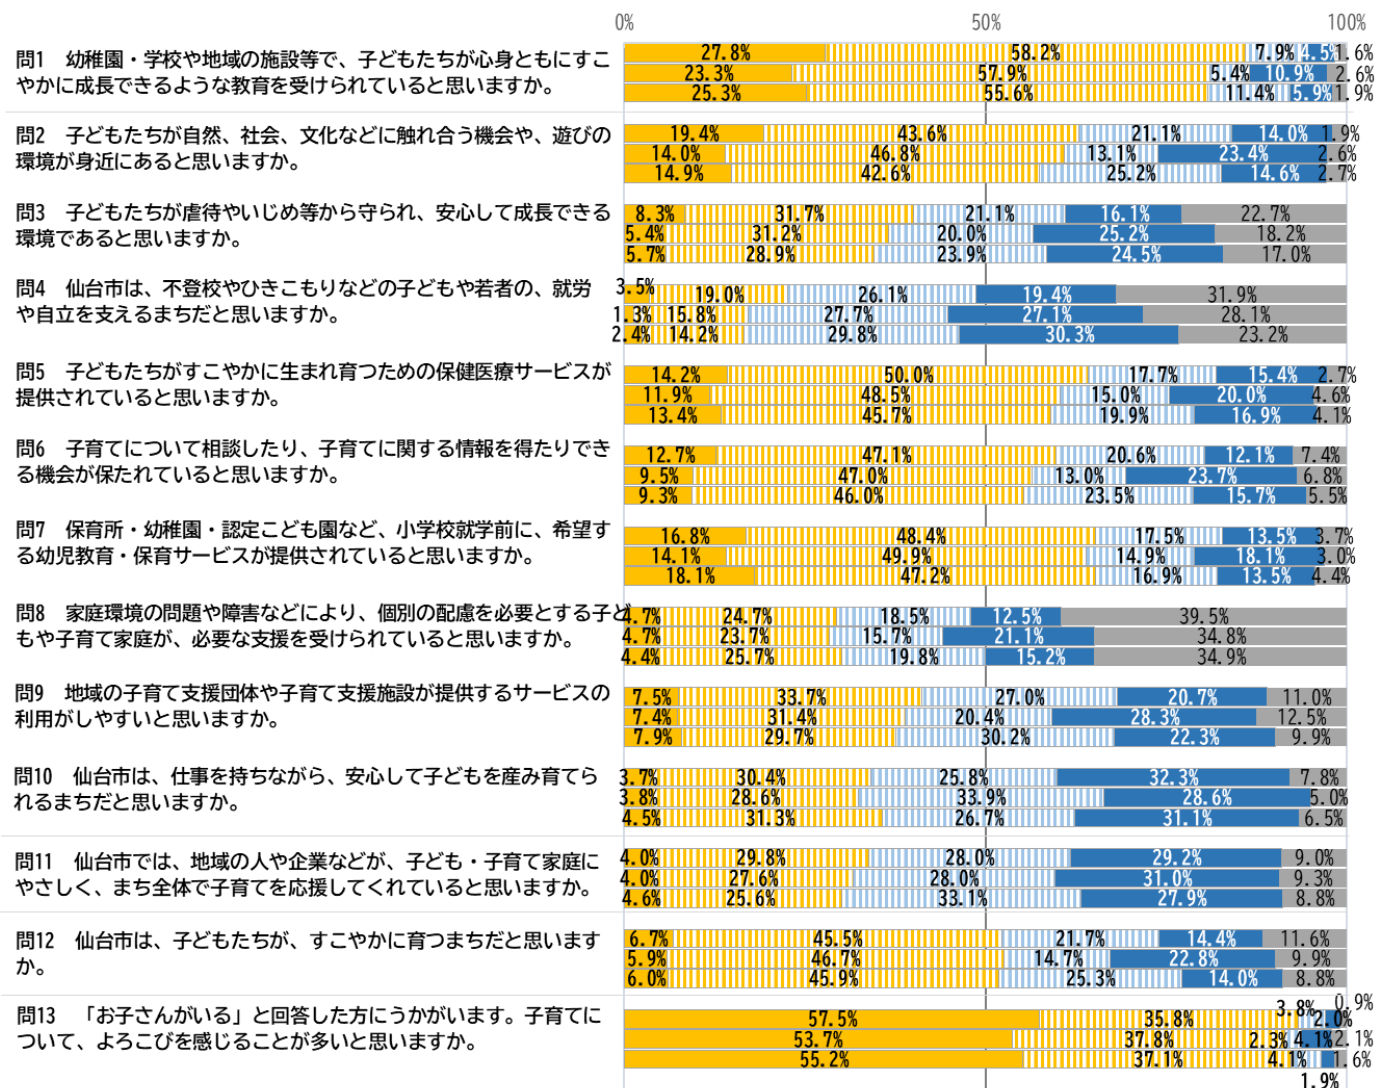 0% 50% 100%
問1　幼稚園・学校や地域の施設等で、子どもたちが心身ともにすこ
やかに成長できるような教育を受けられていると思いますか。
27.8% 58.2% 7.9% 4.5% 1.6%
23.3% 57.9% 5.4% 10.9% 2.6%
25.3% 55.6% 11.4% 5.9% 1.9%
問2　子どもたちが自然、社会、文化などに触れ合う機会や、遊びの
環境が身近にあると思いますか。
19.4% 43.6% 21.1% 14.0% 1.9%
14.0% 46.8% 13.1% 23.4% 2.6%
14.9% 42.6% 25.2% 14.6% 2.7%
問3　子どもたちが虐待やいじめ等から守られ、安心して成長できる
環境であると思いますか。
8.3% 31.7% 21.1% 16.1% 22.7%
5.4% 31.2% 20.0% 25.2% 18.2%
5.7% 28.9% 23.9% 24.5% 17.0%
問4　仙台市は、不登校やひきこもりなどの子どもや若者の、就労
や自立を支えるまちだと思いますか。
3.5% 19.0% 26.1% 19.4% 31.9%
1.3% 15.8% 27.7% 27.1% 28.1%
2.4% 14.2% 29.8% 30.3% 23.2%
問5　子どもたちがすこやかに生まれ育つための保健医療サービスが
提供されていると思いますか。
14.2% 50.0% 17.7% 15.4% 2.7%
11.9% 48.5% 15.0% 20.0% 4.6%
13.4% 45.7% 19.9% 16.9% 4.1%
問6　子育てについて相談したり、子育てに関する情報を得たりでき
る機会が保たれていると思いますか。
12.7% 47.1% 20.6% 12.1% 7.4%
9.5% 47.0% 13.0% 23.7% 6.8%
9.3% 46.0% 23.5% 15.7% 5.5%
問7　保育所・幼稚園・認定こども園など、小学校就学前に、希望す
る幼児教育・保育サービスが提供されていると思いますか。
16.8% 48.4% 17.5% 13.5% 3.7%
14.1% 49.9% 14.9% 18.1% 3.0%
18.1% 47.2% 16.9% 13.5% 4.4%
問8　家庭環境の問題や障害などにより、個別の配慮を必要とする子ど
もや子育て家庭が、必要な支援を受けられていると思いますか。
4.7% 24.7% 18.5% 12.5% 39.5%
4.7% 23.7% 15.7% 21.1% 34.8%
4.4% 25.7% 19.8% 15.2% 34.9%
問9　地域の子育て支援団体や子育て支援施設が提供するサービスの
利用がしやすいと思いますか。
7.5% 33.7% 27.0% 20.7% 11.0%
7.4% 31.4% 20.4% 28.3% 12.5%
7.9% 29.7% 30.2% 22.3% 9.9%
問10　仙台市は、仕事を持ちながら、安心して子どもを産み育てら
れるまちだと思いますか。
3.7% 30.4% 25.8% 32.3% 7.8%
3.8% 28.6% 33.9% 28.6% 5.0%
4.5% 31.3% 26.7% 31.1% 6.5%
問11　仙台市では、地域の人や企業などが、子ども・子育て家庭に
やさしく、まち全体で子育てを応援してくれていると思いますか。
4.0% 29.8% 28.0% 29.2% 9.0%
4.0% 27.6% 28.0% 31.0% 9.3%
4.6% 25.6% 33.1% 27.9% 8.8%
問12　仙台市は、子どもたちが、すこやかに育つまちだと思います
か。
6.7% 45.5% 21.7% 14.4% 11.6%
5.9% 46.7% 14.7% 22.8% 9.9%
6.0% 45.9% 25.3% 14.0% 8.8%
問13　「お子さんがいる」と回答した方にうかがいます。子育てに
ついて、よろこびを感じることが多いと思いますか。
57.5% 35.8% 3.8% 2.0% 0.9%
53.7% 37.8% 2.3% 4.1% 2.1%
55.2% 37.1% 4.1% 1.9% 1.6%